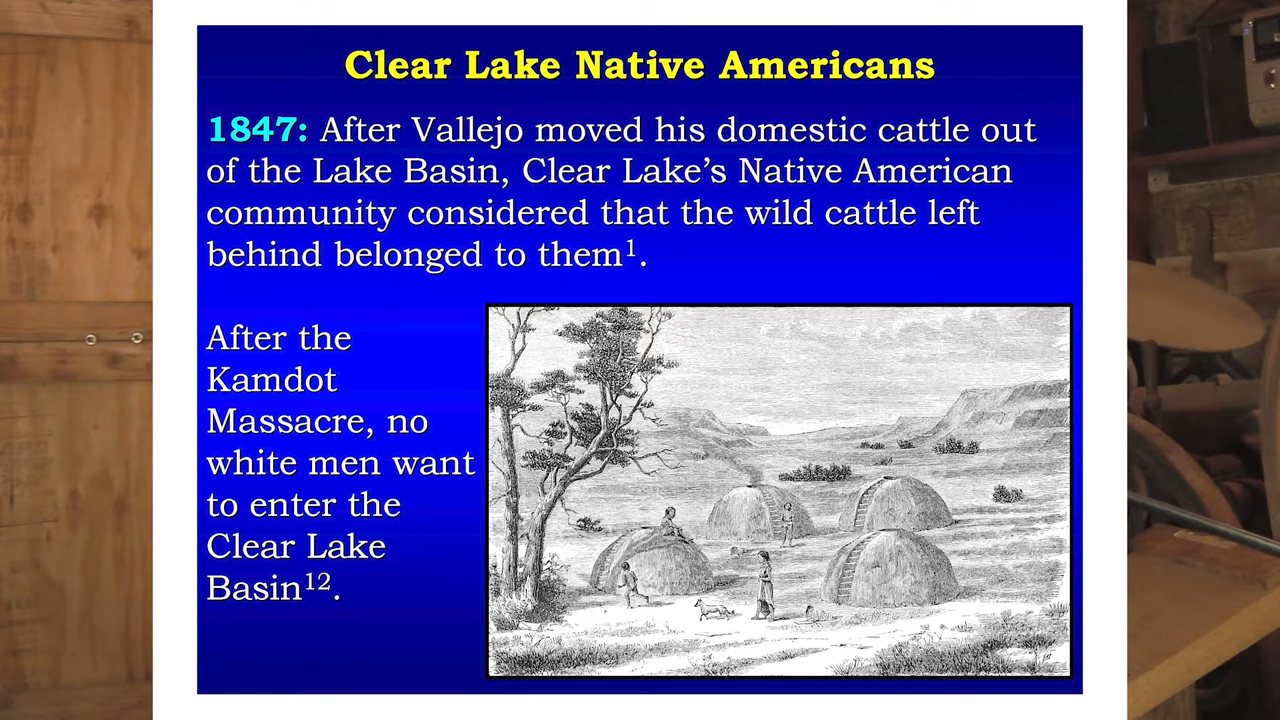 Clear Lake Native Americans
1847: After Vallejo moved his domestic cattle out
of the Lake Basin, Clear Lake’s Native American
community considered that the wild cattle left
behind belonged to them¹.
After the
Kamdot
Massacre, no
white men want
to enter the
Clear Lake
Basin¹².